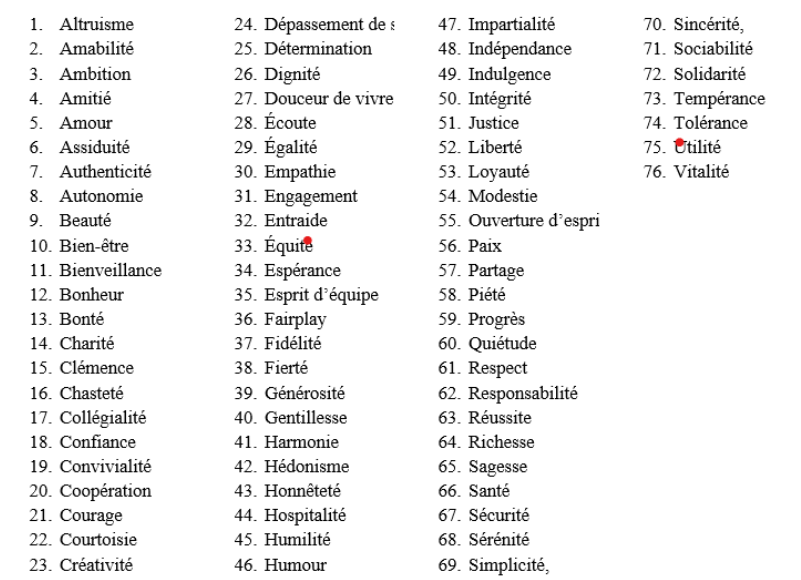 1. Altruisme
2. Amabilité
3. Ambition
4. Amitié
5. Amour
6. Assiduité
7. Authenticité
8. Autonomie
9. Beauté
10. Bien-être
11. Bienveillance
12. Bonheur
13. Bonté
14. Charité
15. Clémence
16. Chasteté
17. Collégialité
18. Confiance
19. Convivialité
20. Coopération
21. Courage
22. Courtoisie
23. Créativité
24. Dépassement de s
25. Détermination
26. Dignité
27. Douceur de vivre
28. Écoute
29. Égalité
30. Empathie
31. Engagement
32. Entraide
33. Équité
34. Espérance
35. Esprit d’équipe
36. Fairplay
37. Fidélité
38. Fierté
39. Générosité
40. Gentillesse
41. Harmonie
42. Hédonisme
43. Honnêteté
44. Hospitalité
45. Humilité
46. Humour
47. Impartialité
48. Indépendance
49. Indulgence
50. Intégrité
51. Justice
52. Liberté
53. Loyauté
54. Modestie
55. Ouverture d’espri
56. Paix
57. Partage
58. Piété
59. Progrès
60. Quiétude
61. Respect
62. Responsabilité
63. Réussite
64. Richesse
65. Sagesse
66. Santé
67. Sécurité
68. Sérénité
69. Simplicité,
70. Sincérité,
71. Sociabilité
72. Solidarité
73. Tempérance
74. Tolérance
75. Utilité
76. Vitalité